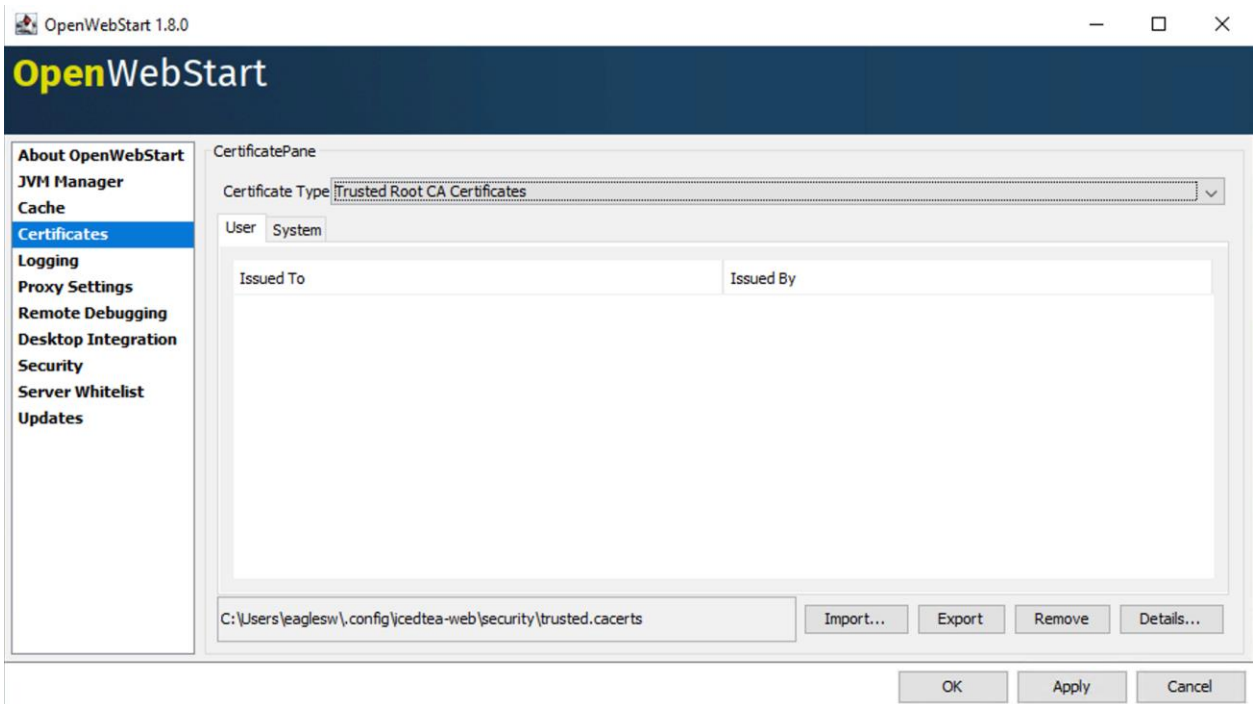 OpenWebStart 1.8.0
OpenWebStart
About OpenWebStart
JVM Manager
Cache
Certificates
Logging
Proxy Settings
Remote Debugging
Desktop Integration
Security
Server Whitelist
Updates
CertificatePane
Certificate Type Trusted Root CA Certificates
User System
Issued To Issued By
C:\Users\eaglesw\.config\icedtea-web\security\trusted.cacerts Import... Export Remove Details...
OK Apply Cancel